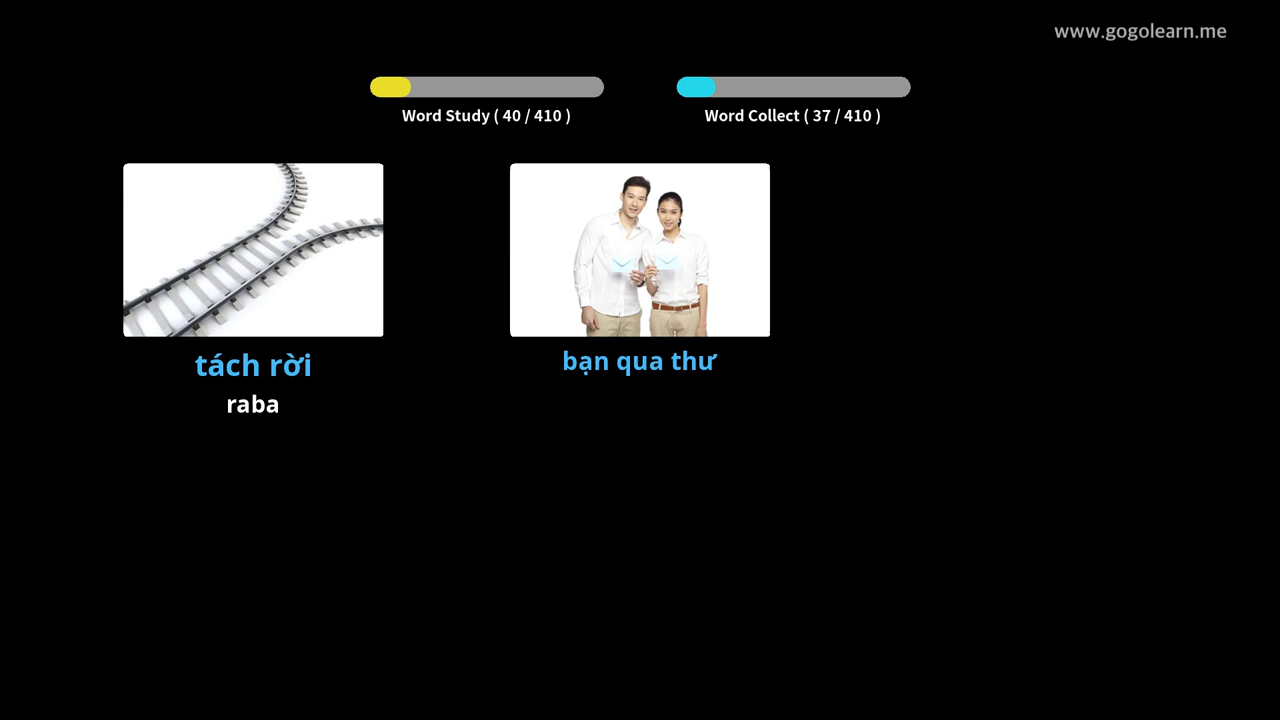 www.gogolearn.me
Word Study ( 40 / 410 )
Word Collect ( 37 / 410 )
tách rời
raba
bạn qua thư